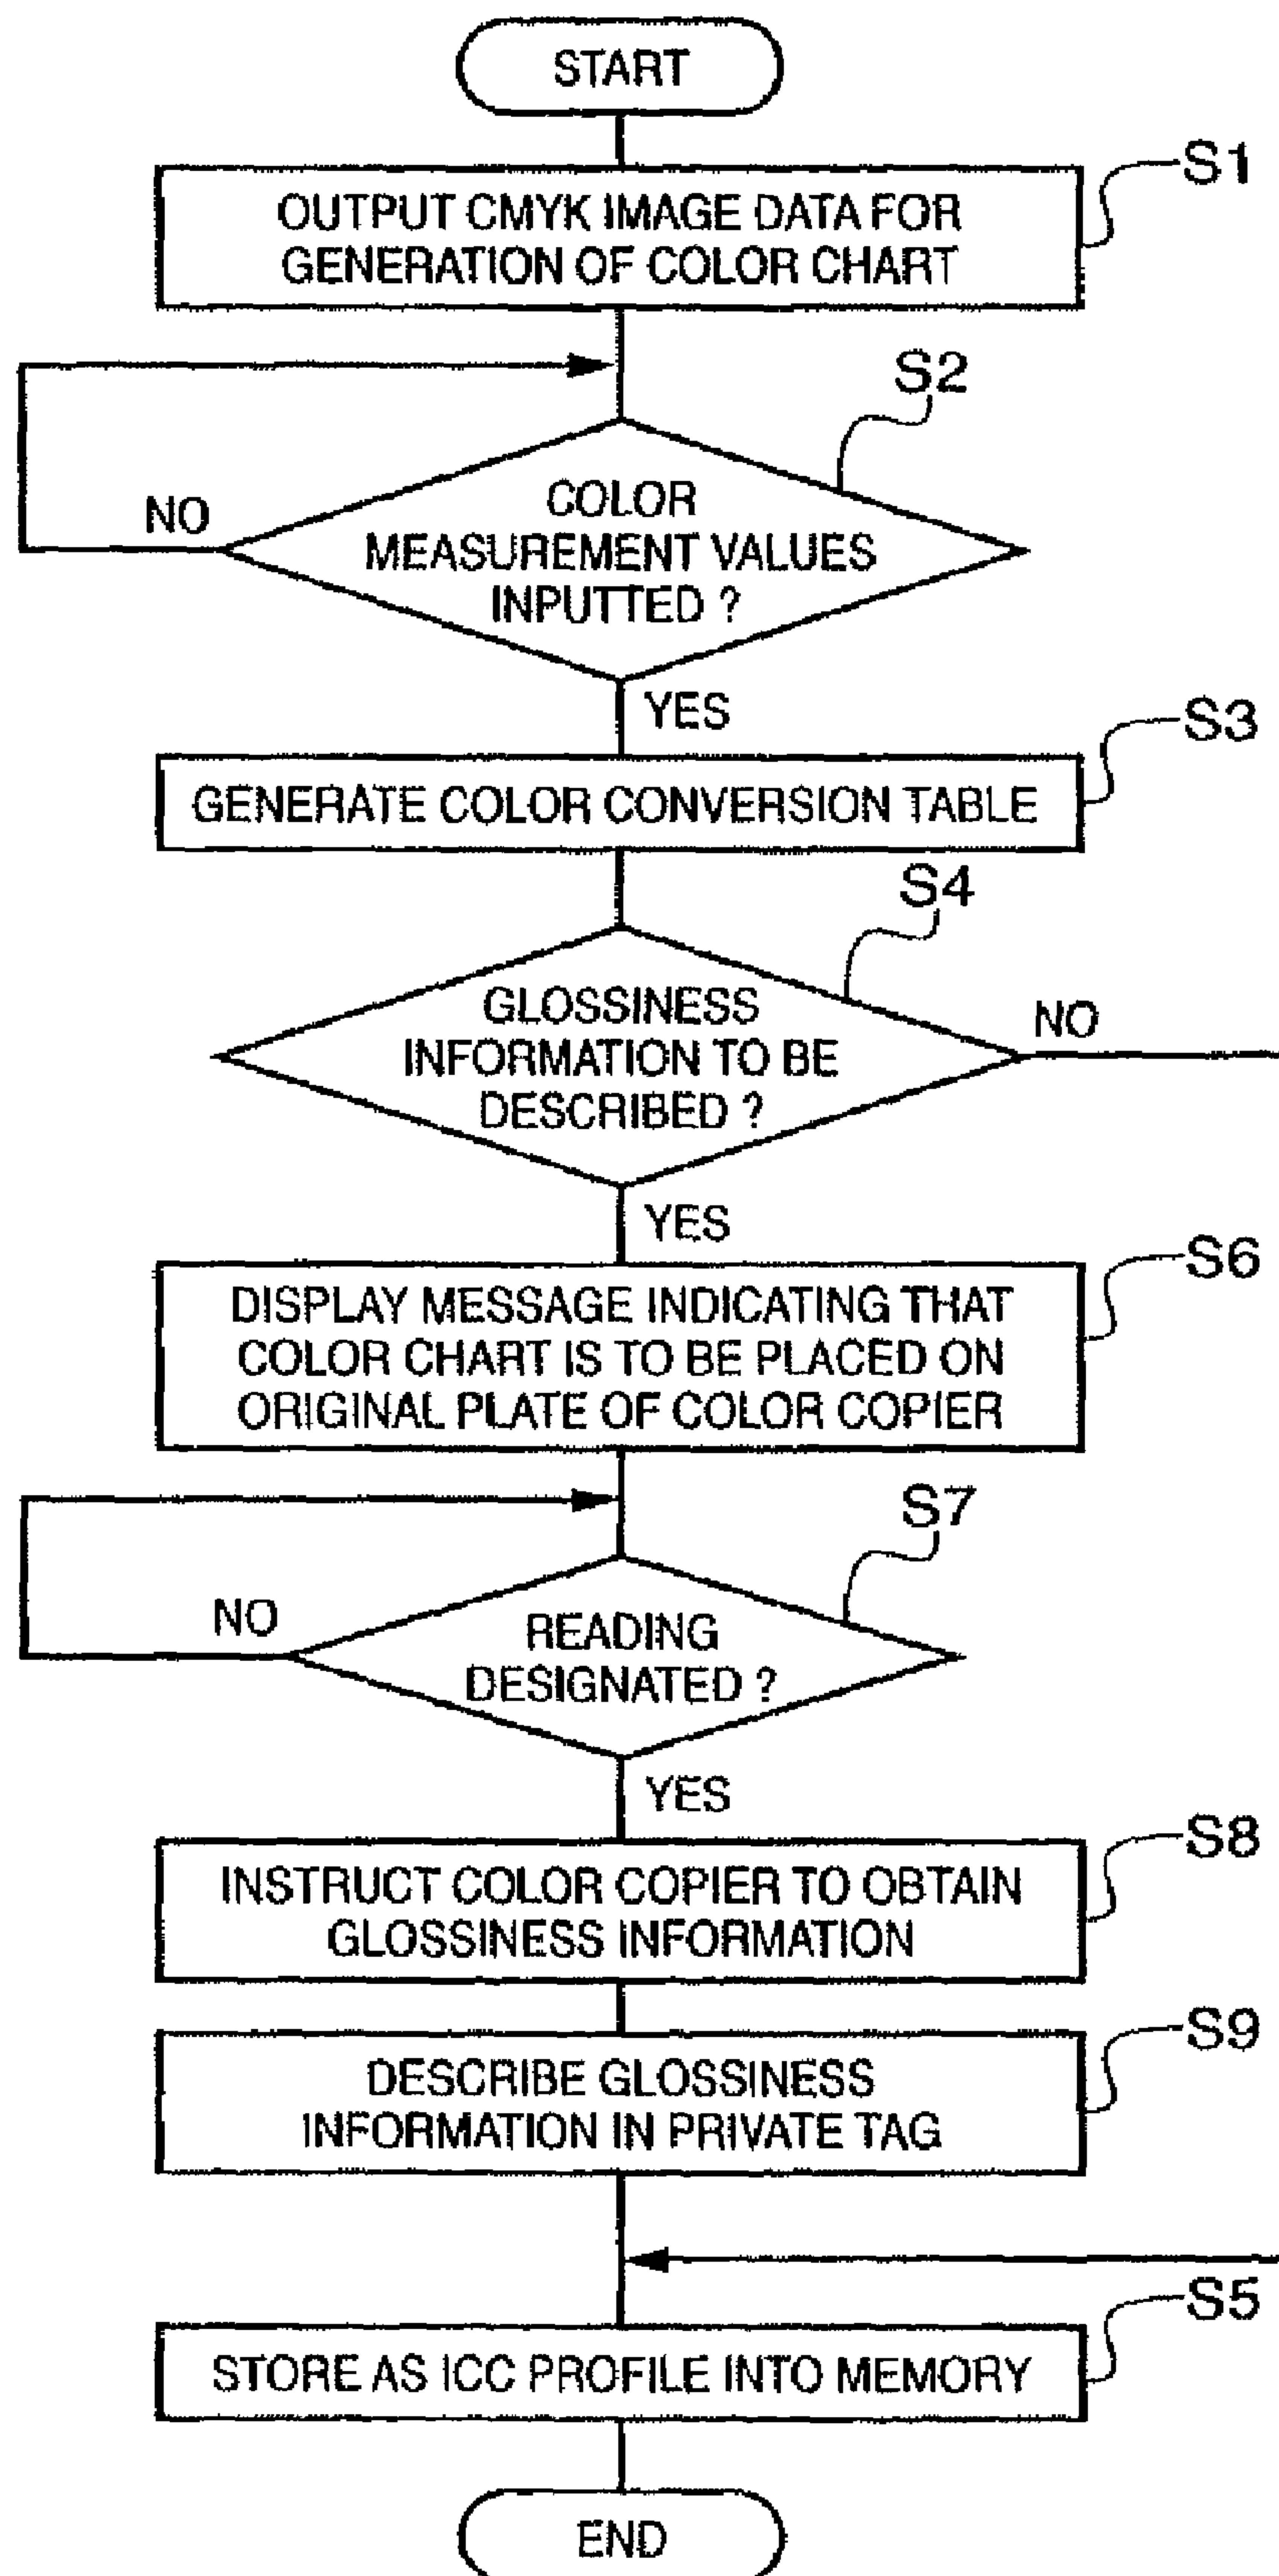 START
S1
OUTPUT CMYK IMAGE DATA FOR
GENERATION OF COLOR CHART
S2
NO
COLOR
MEASUREMENT VALUES
INPUTTED ?
YES
S3
GENERATE COLOR CONVERSION TABLE
S4
GLOSSINESS
INFORMATION TO BE
DESCRIBED ?
NO
YES
S6
DISPLAY MESSAGE INDICATING THAT
COLOR CHART IS TO BE PLACED ON
ORIGINAL PLATE OF COLOR COPIER
S7
NO
READING
DESIGNATED ?
YES
S8
INSTRUCT COLOR COPIER TO OBTAIN
GLOSSINESS INFORMATION
S9
DESCRIBE GLOSSINESS
INFORMATION IN PRIVATE TAG
S5
STORE AS ICC PROFILE INTO MEMORY
END